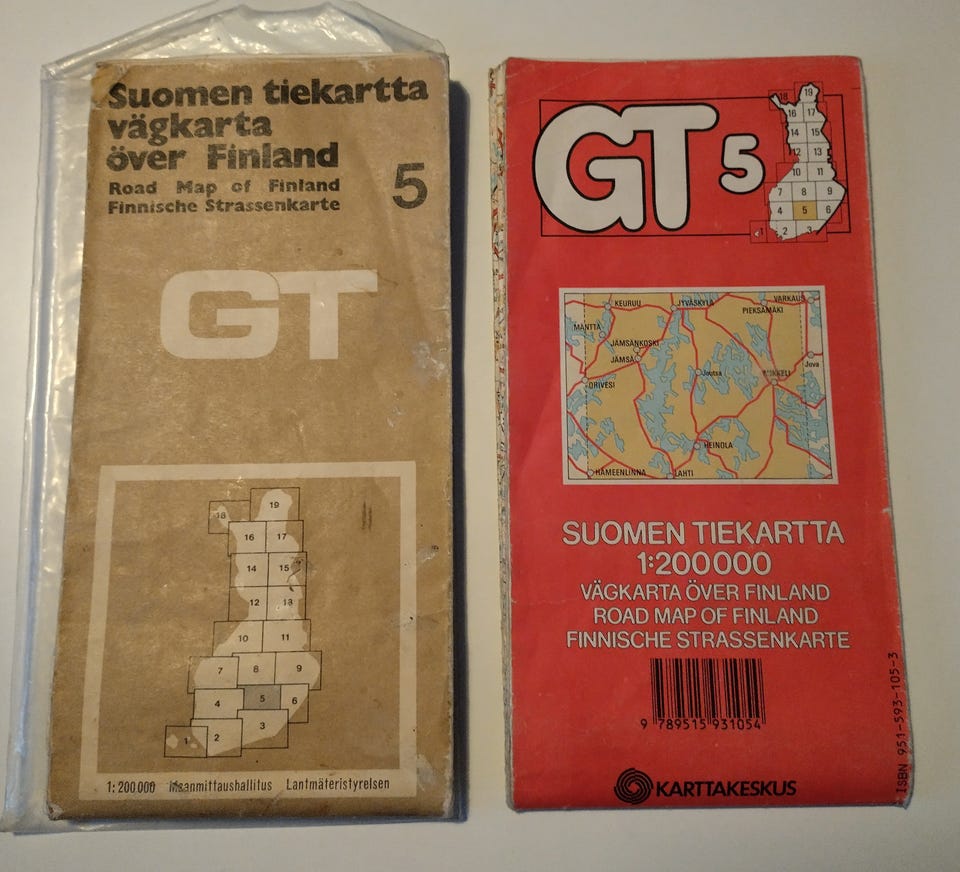 Suomen tiekartta
vägkarta
över Finland
Road Map of Finland
Finnische Strassenkarte
5
GT
18
19
16
17
14
15
12
13
10
11
7
8
9
4
5
6
1
2
3
1:200000 Maanmittaushallitus Lantmäteristyrelsen
GT 5
18
19
16
17
14
15
12
13
10
11
7
8
9
4
5
6
1
2
3
KEURUU
JYVÄSKYLÄ
VARKAUS
PIEKSÄMÄKI
MÄNTTÄ
JÄMSÄNKOSKI
JÄMSÄ
Juva
Joutsa
MIKKELI
ORIVESI
HEINOLA
HÄMEENLINNA
LAHTI
SUOMEN TIEKARTTA
1:200000
VÄGKARTA ÖVER FINLAND
ROAD MAP OF FINLAND
FINNISCHE STRASSENKARTE
9 789515 931054
ISBN 951-593-105-3
KARTTAKESKUS